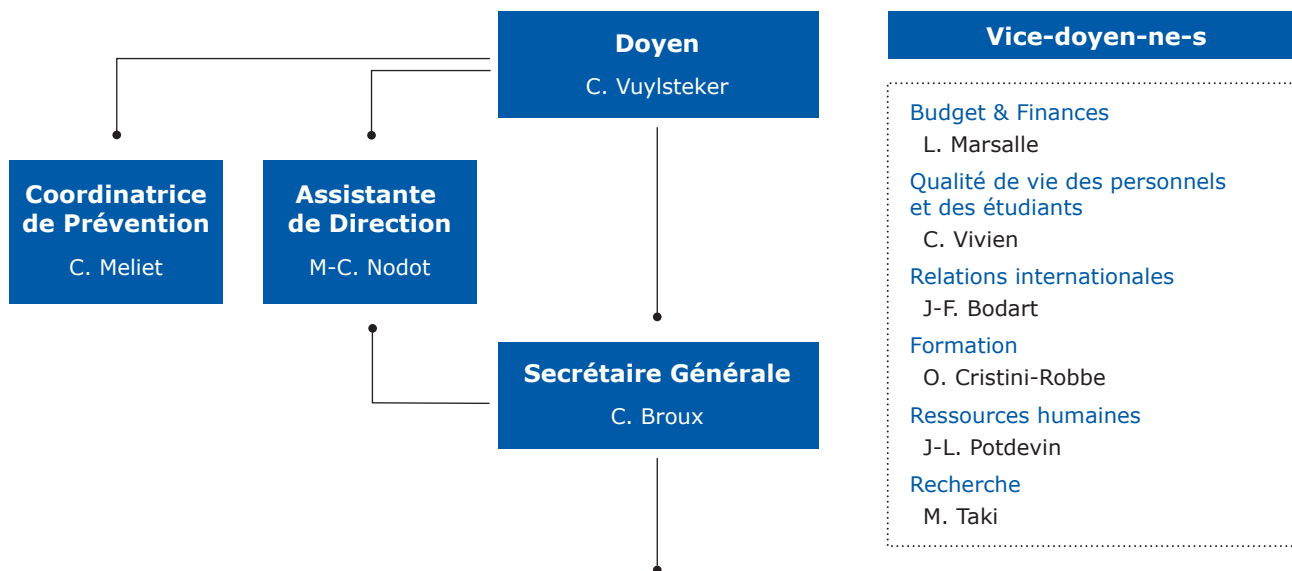 Doyen
C. Vuylsteker
Coordinatrice
de Prévention
C. Meliet
Assistante
de Direction
M-C. Nodot
Secrétaire Générale
C. Broux
Vice-doyen-ne-s
Budget & Finances
L. Marsalle
Qualité de vie des personnels
et des étudiants
C. Vivien
Relations internationales
J-F. Bodart
Formation
O. Cristini-Robbe
Ressources humaines
J-L. Potdevin
Recherche
M. Taki